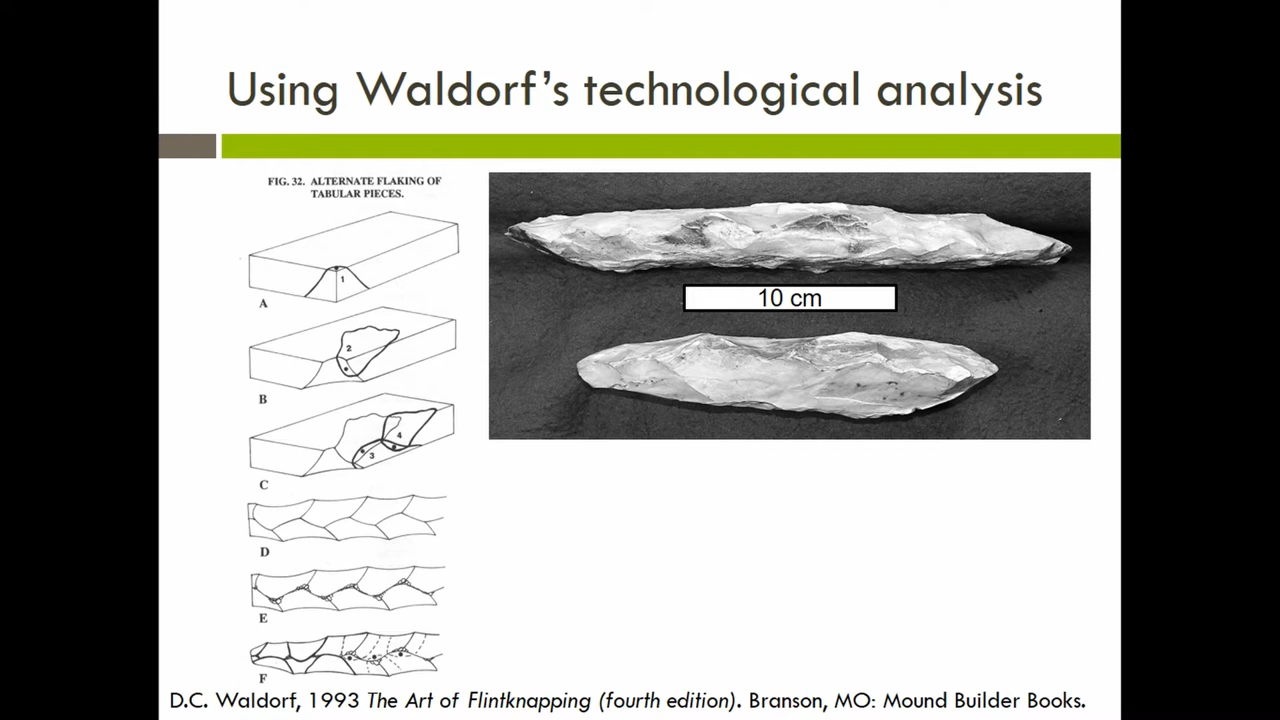 Using Waldorf’s technological analysis
FIG. 32. ALTERNATE FLAKING OF
TABULAR PIECES.
1
A
2
B
4
3
C
D
E
F
10 cm
D.C. Waldorf, 1993 The Art of Flintknapping (fourth edition). Branson, MO: Mound Builder Books.